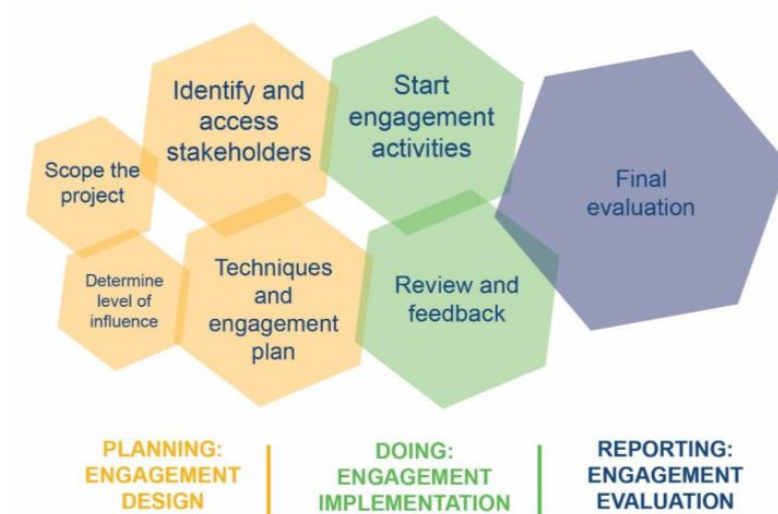 Scope the
project
Identify and
access
stakeholders
Determine
level of
influence
Techniques
and
engagement
plan
Start
engagement
activities
Review and
feedback
Final
evaluation
PLANNING:
ENGAGEMENT
DESIGN
DOING:
ENGAGEMENT
IMPLEMENTATION
REPORTING:
ENGAGEMENT
EVALUATION